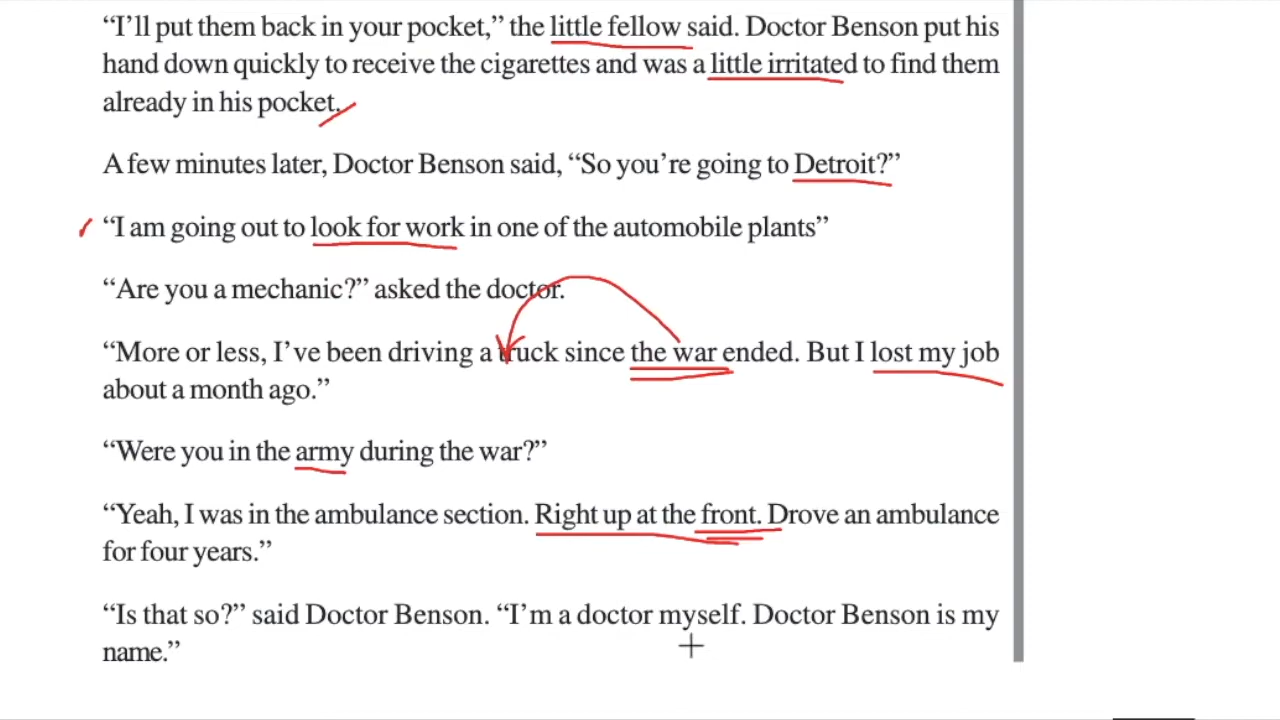 “I’ll put them back in your pocket,” the little fellow said. Doctor Benson put his
hand down quickly to receive the cigarettes and was a little irritated to find them
already in his pocket.
A few minutes later, Doctor Benson said, “So you’re going to Detroit?”
“I am going out to look for work in one of the automobile plants”
“Are you a mechanic?” asked the doctor.
“More or less, I’ve been driving a truck since the war ended. But I lost my job
about a month ago.”
“Were you in the army during the war?”
“Yeah, I was in the ambulance section. Right up at the front. Drove an ambulance
for four years.”
“Is that so?” said Doctor Benson. “I’m a doctor myself. Doctor Benson is my
name.”